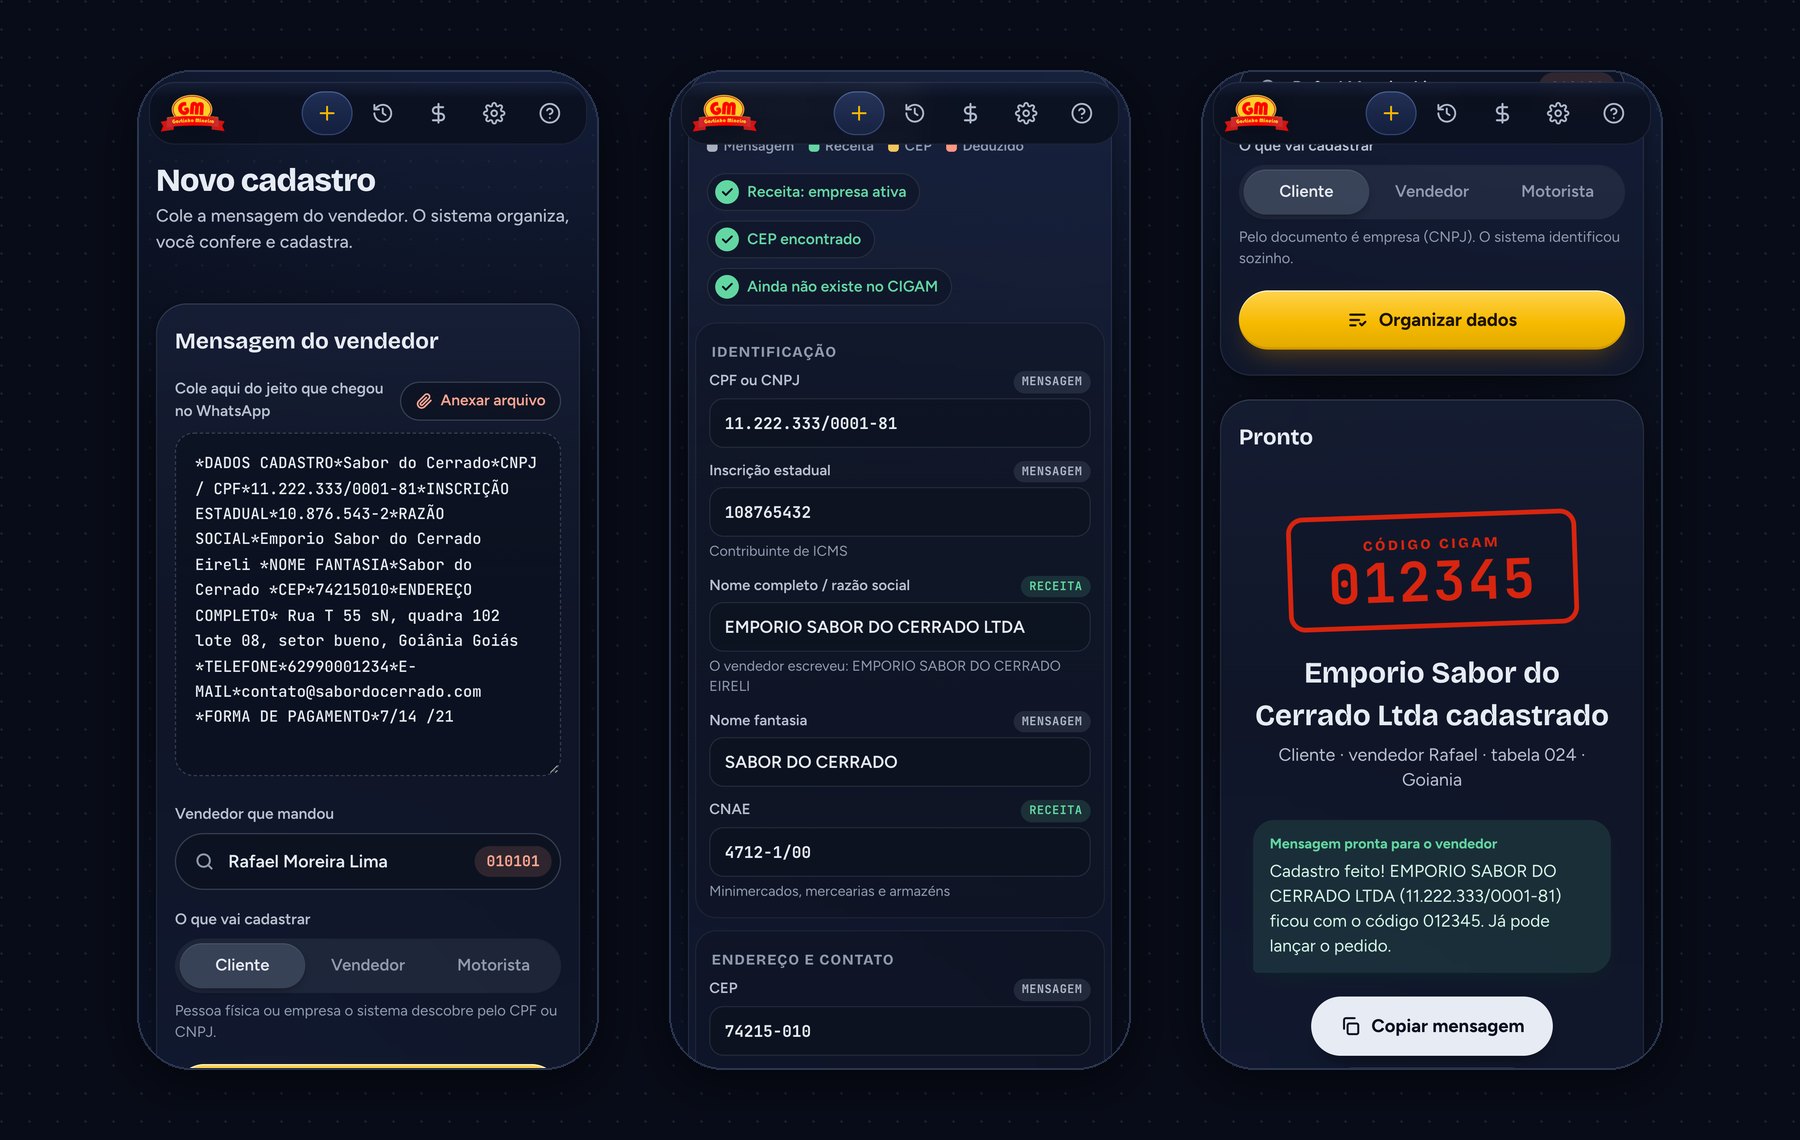 GM
Gostinho Mineiro
Novo cadastro
Cole a mensagem do vendedor. O sistema organiza,
você confere e cadastra.
Mensagem do vendedor
Cole aqui do jeito que chegou
no WhatsApp
Anexar arquivo
*DADOS CADASTRO*Sabor do Cerrado*CNPJ
/ CPF*11.222.333/0001-81*INSCRIÇÃO
ESTADUAL*10.876.543-2*RAZÃO
SOCIAL*Emporio Sabor do Cerrado
Eireli *NOME FANTASIA*Sabor do
Cerrado *CEP*74215010*ENDEREÇO
COMPLETO* Rua T 55 sN, quadra 102
lote 08, setor bueno, Goiânia Goiás
*TELEFONE*62990001234*E-
MAIL*contato@sabordocerrado.com
*FORMA DE PAGAMENTO*7/14 /21
Vendedor que mandou
Rafael Moreira Lima
010101
O que vai cadastrar
Cliente
Vendedor
Motorista
Pessoa física ou empresa o sistema descobre pelo CPF ou
CNPJ.
GM
Gostinho Mineiro
Mensagem
Receita
CEP
Deduzido
Receita: empresa ativa
CEP encontrado
Ainda não existe no CIGAM
IDENTIFICAÇÃO
CPF ou CNPJ
MENSAGEM
11.222.333/0001-81
Inscrição estadual
MENSAGEM
108765432
Contribuinte de ICMS
Nome completo / razão social
RECEITA
EMPORIO SABOR DO CERRADO LTDA
O vendedor escreveu: EMPORIO SABOR DO CERRADO
EIRELI
Nome fantasia
MENSAGEM
SABOR DO CERRADO
CNAE
RECEITA
4712-1/00
Minimercados, mercearias e armazéns
ENDEREÇO E CONTATO
CEP
MENSAGEM
74215-010
GM
Gostinho Mineiro
O que vai cadastrar
Cliente
Vendedor
Motorista
Pelo documento é empresa (CNPJ). O sistema identificou
sozinho.
Organizar dados
Pronto
CÓDIGO CIGAM
012345
Emporio Sabor do
Cerrado Ltda cadastrado
Cliente · vendedor Rafael · tabela 024 ·
Goiania
Mensagem pronta para o vendedor
Cadastro feito! EMPORIO SABOR DO
CERRADO LTDA (11.222.333/0001-81)
ficou com o código 012345. Já pode
lançar o pedido.
Copiar mensagem